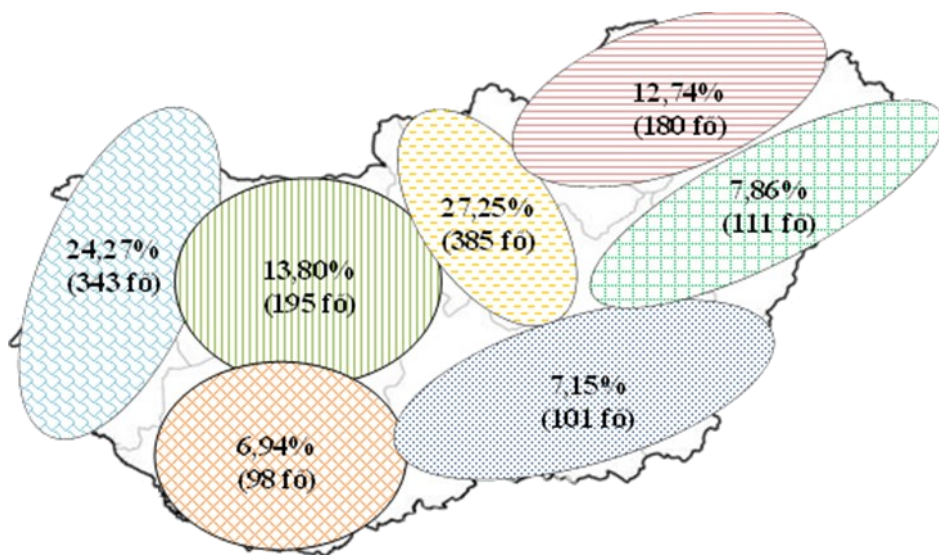 12,74%
(180 fő)
7,86%
(111 fő)
27,25%
(385 fő)
24,27%
(343 fő)
13,80%
(195 fő)
7,15%
(101 fő)
6,94%
(98 fő)